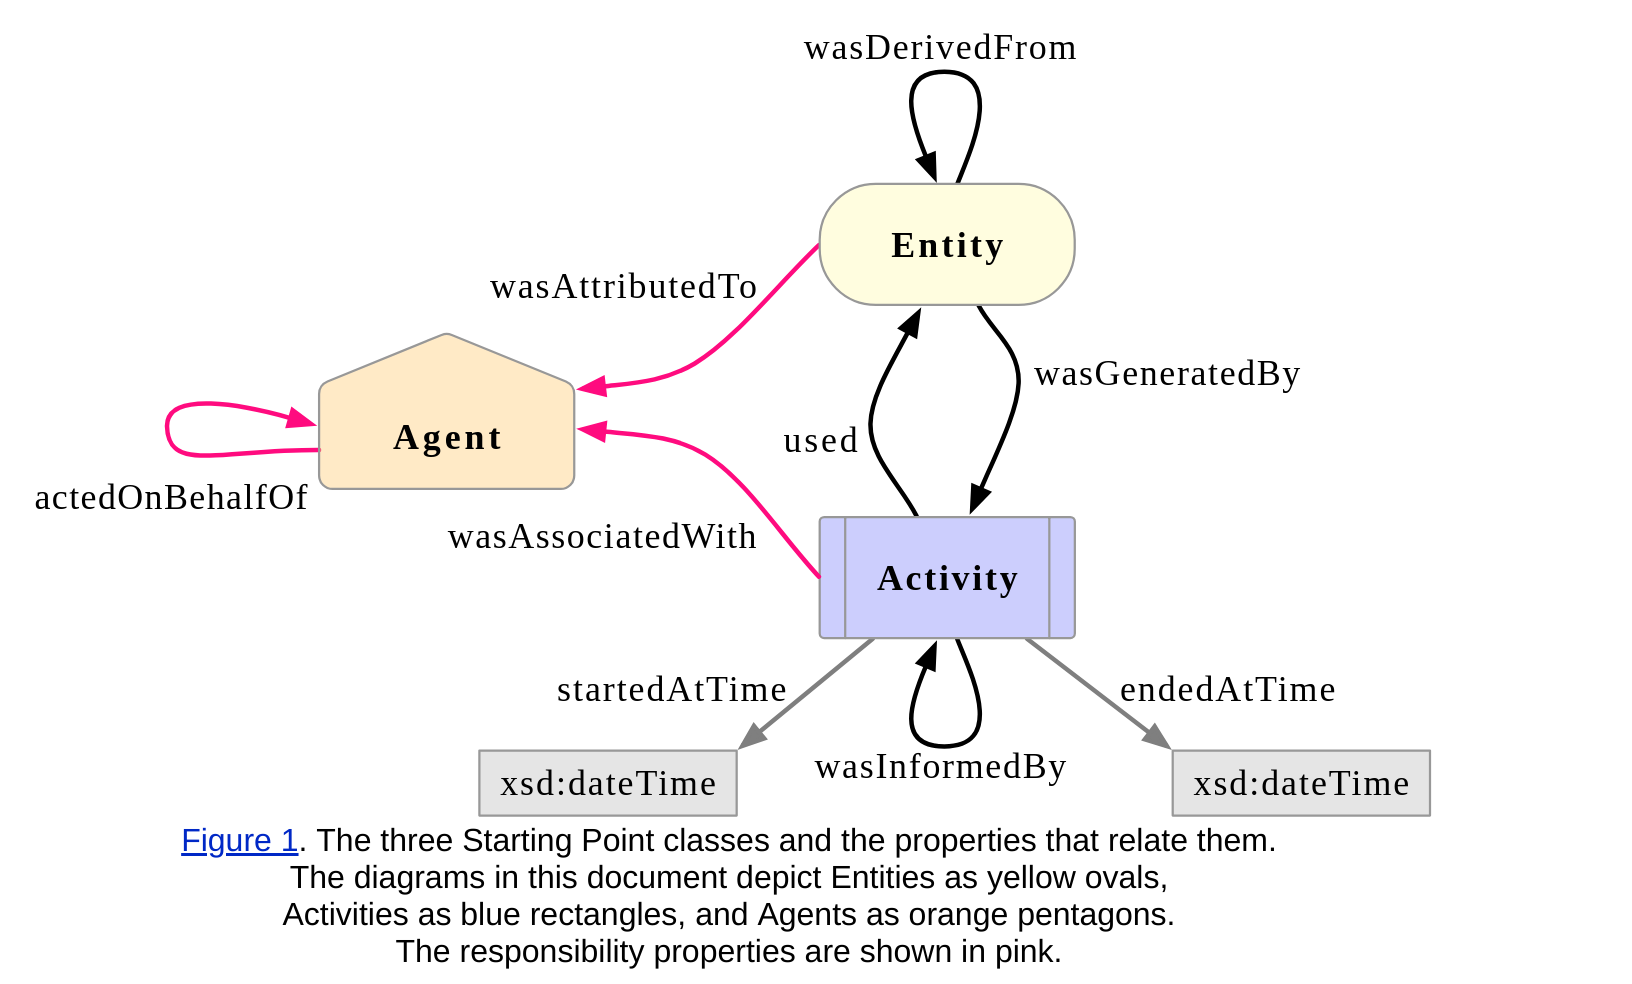 wasDerivedFrom
Entity
wasAttributedTo
wasGeneratedBy
used
Agent
actedOnBehalfOf
wasAssociatedWith
Activity
startedAtTime
endedAtTime
wasInformedBy
xsd:dateTime
xsd:dateTime
Figure 1. The three Starting Point classes and the properties that relate them.
The diagrams in this document depict Entities as yellow ovals,
Activities as blue rectangles, and Agents as orange pentagons.
The responsibility properties are shown in pink.